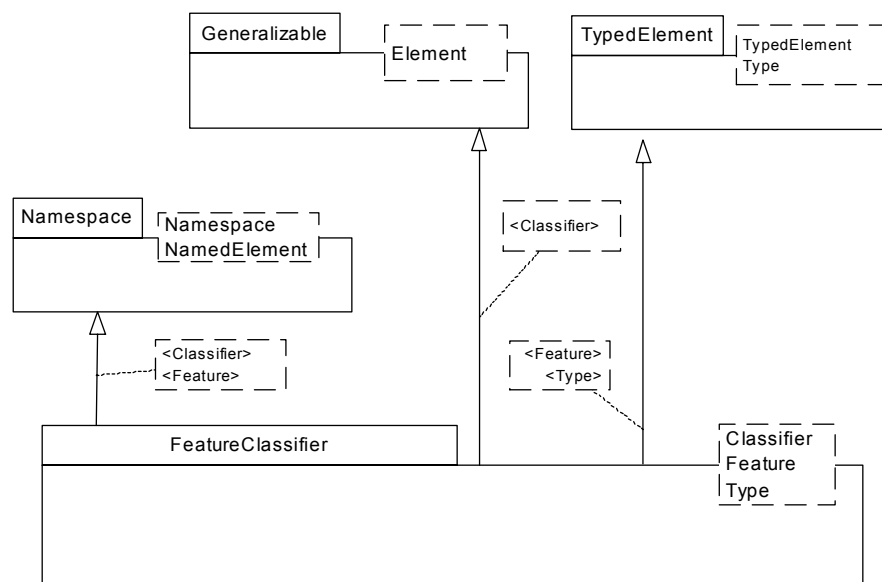 Generalizable
Element
TypedElement
TypedElement
Type
Namespace
Namespace
NamedElement
<Classifier>
<Classifier>
<Feature>
<Feature>
<Type>
FeatureClassifier
Classifier
Feature
Type